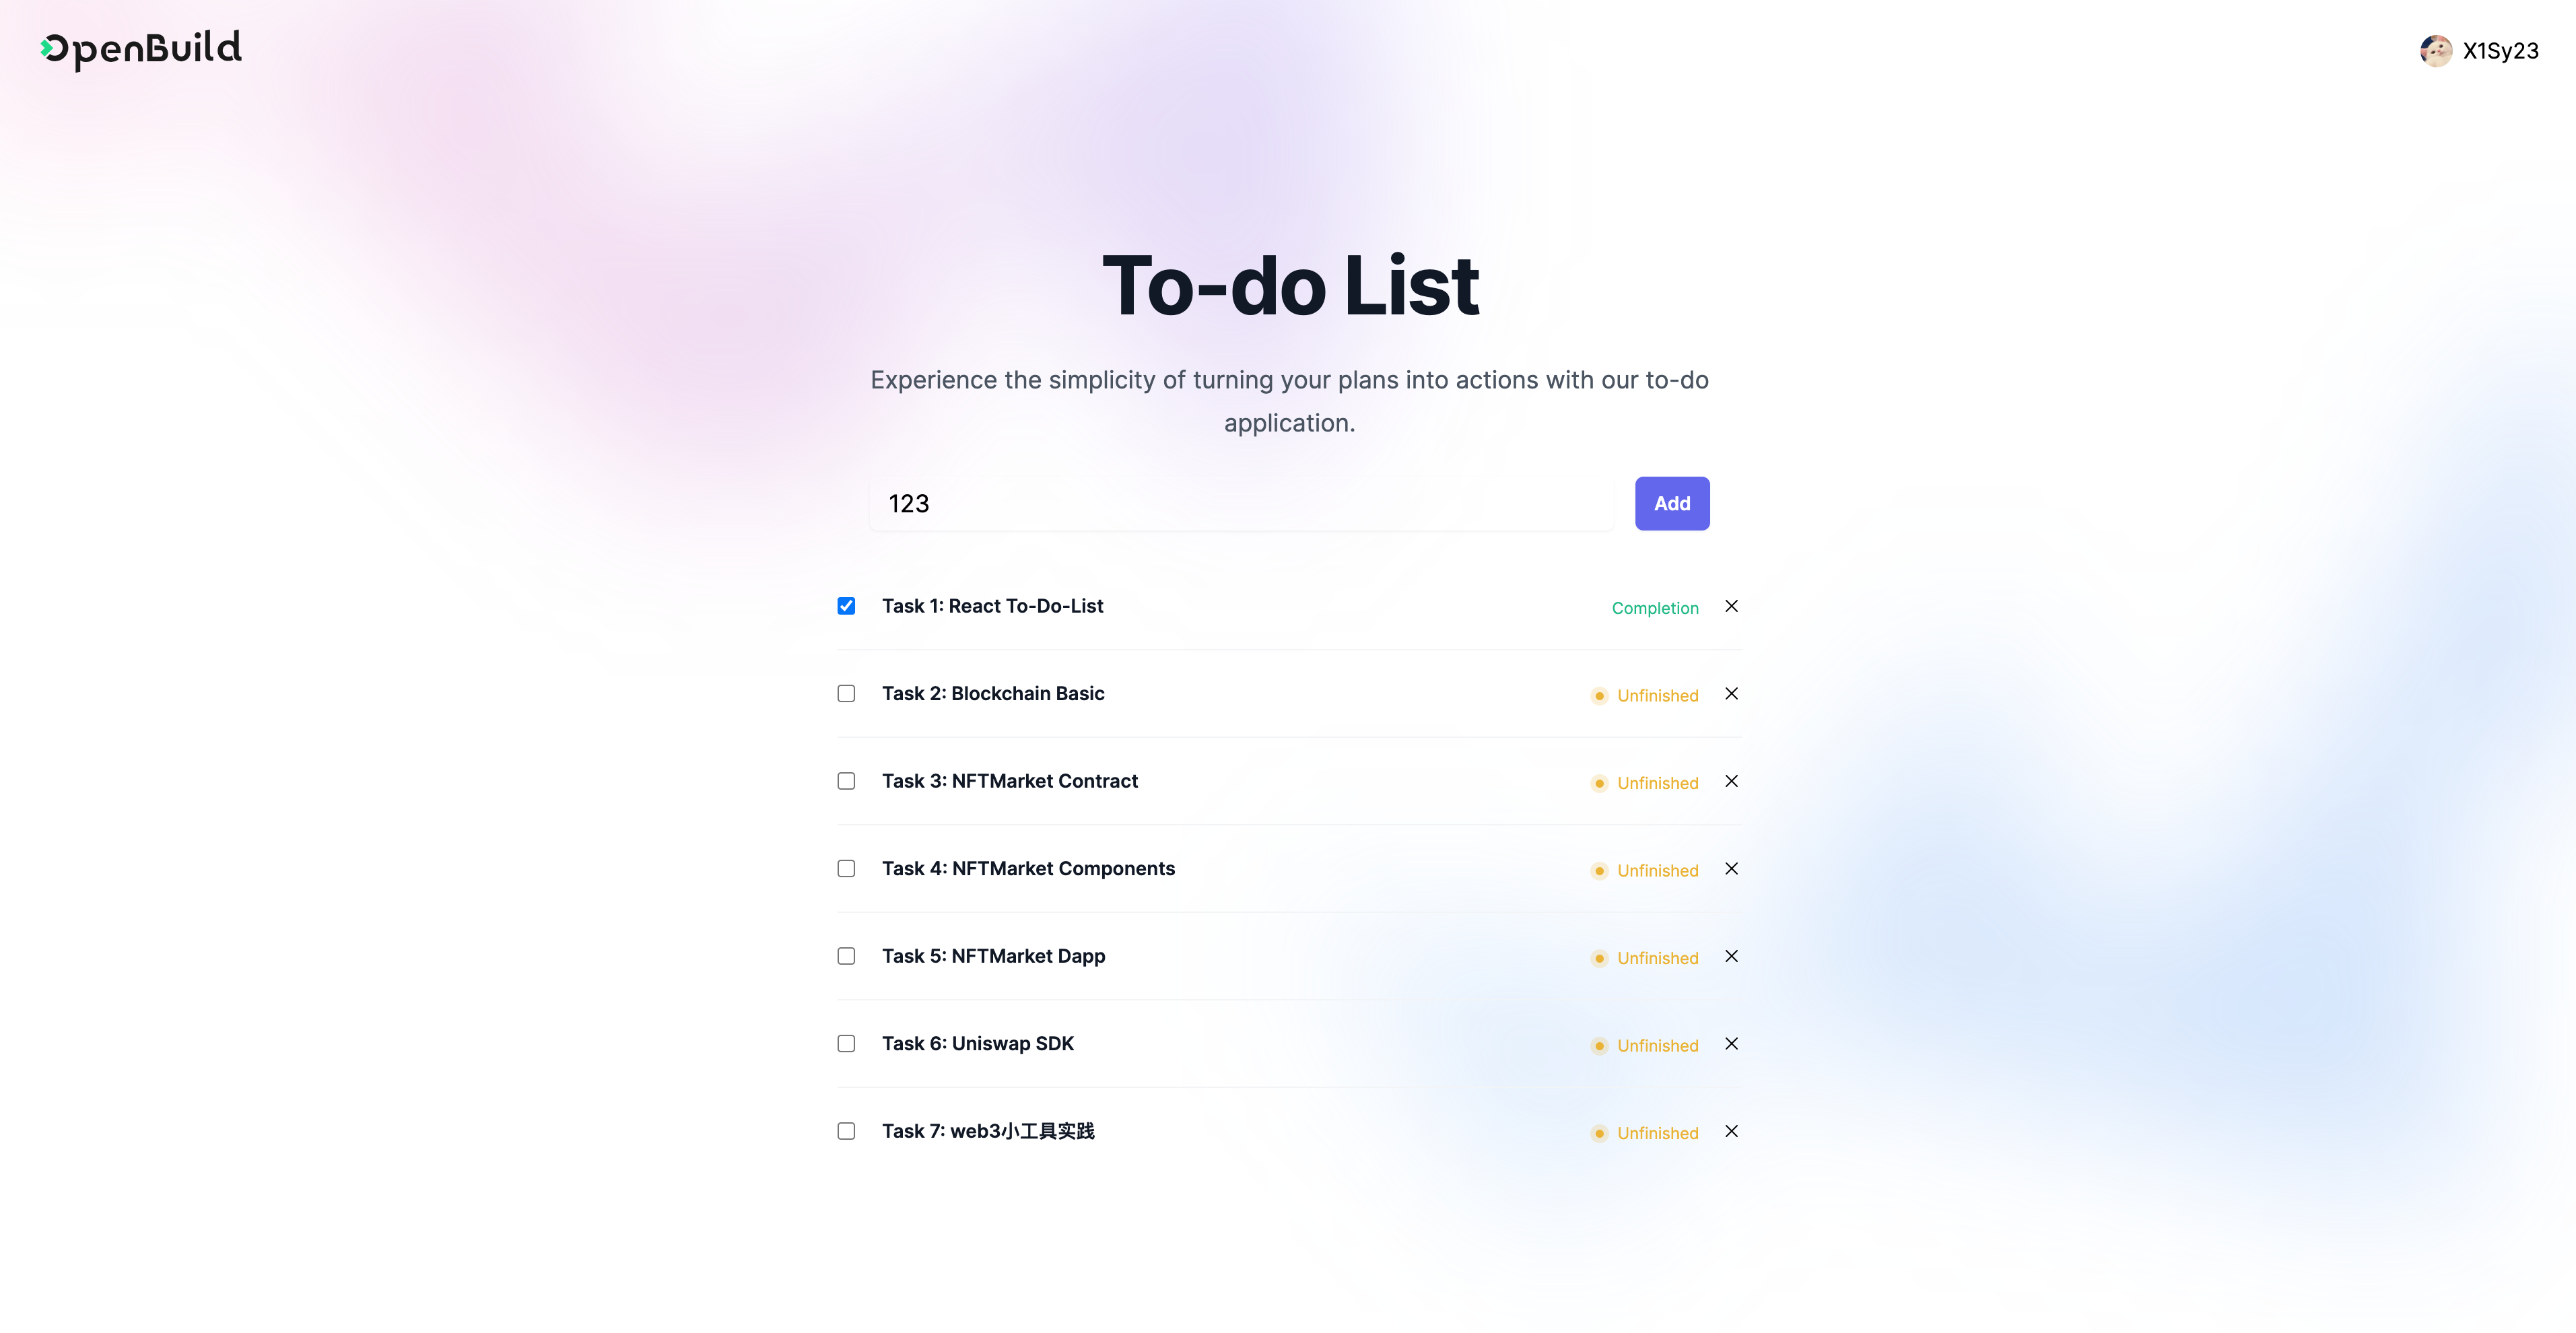 OpenBuild
X1Sy23
To-do List
Experience the simplicity of turning your plans into actions with our to-do
application.
123
Add
Task 1: React To-Do-List
Completion
Task 2: Blockchain Basic
Unfinished
Task 3: NFTMarket Contract
Unfinished
Task 4: NFTMarket Components
Unfinished
Task 5: NFTMarket Dapp
Unfinished
Task 6: Uniswap SDK
Unfinished
Task 7: web3小工具实践
Unfinished